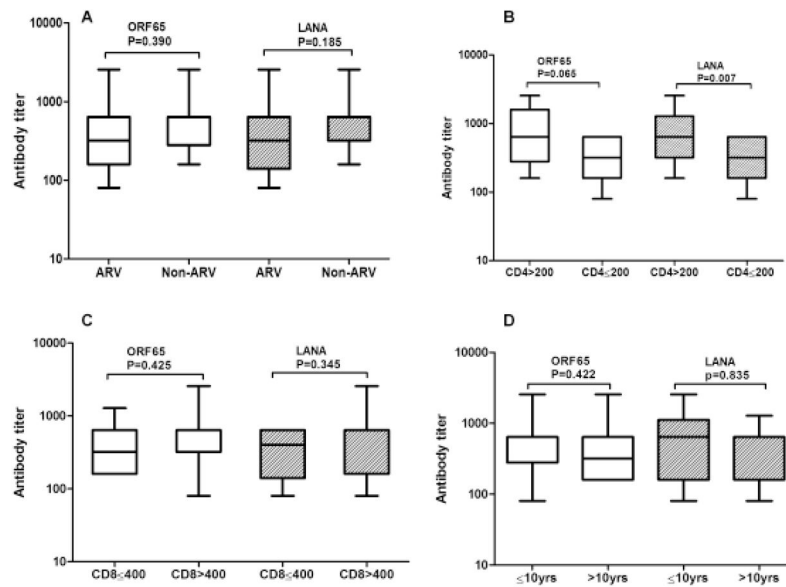 A
ORF65
P=0.390
LANA
P=0.185
10000
1000
100
10
Antibody titer
ARV
Non-ARV
ARV
Non-ARV
B
ORF65
P=0.065
LANA
P=0.007
10000
1000
100
10
Antibody titer
CD4>200
CD4≤200
CD4>200
CD4≤200
C
ORF65
P=0.425
LANA
P=0.345
10000
1000
100
10
Antibody titer
CD8≤400
CD8>400
CD8≤400
CD8>400
D
ORF65
P=0.422
LANA
p=0.835
10000
1000
100
10
Antibody titer
≤10yrs
>10yrs
≤10yrs
>10yrs